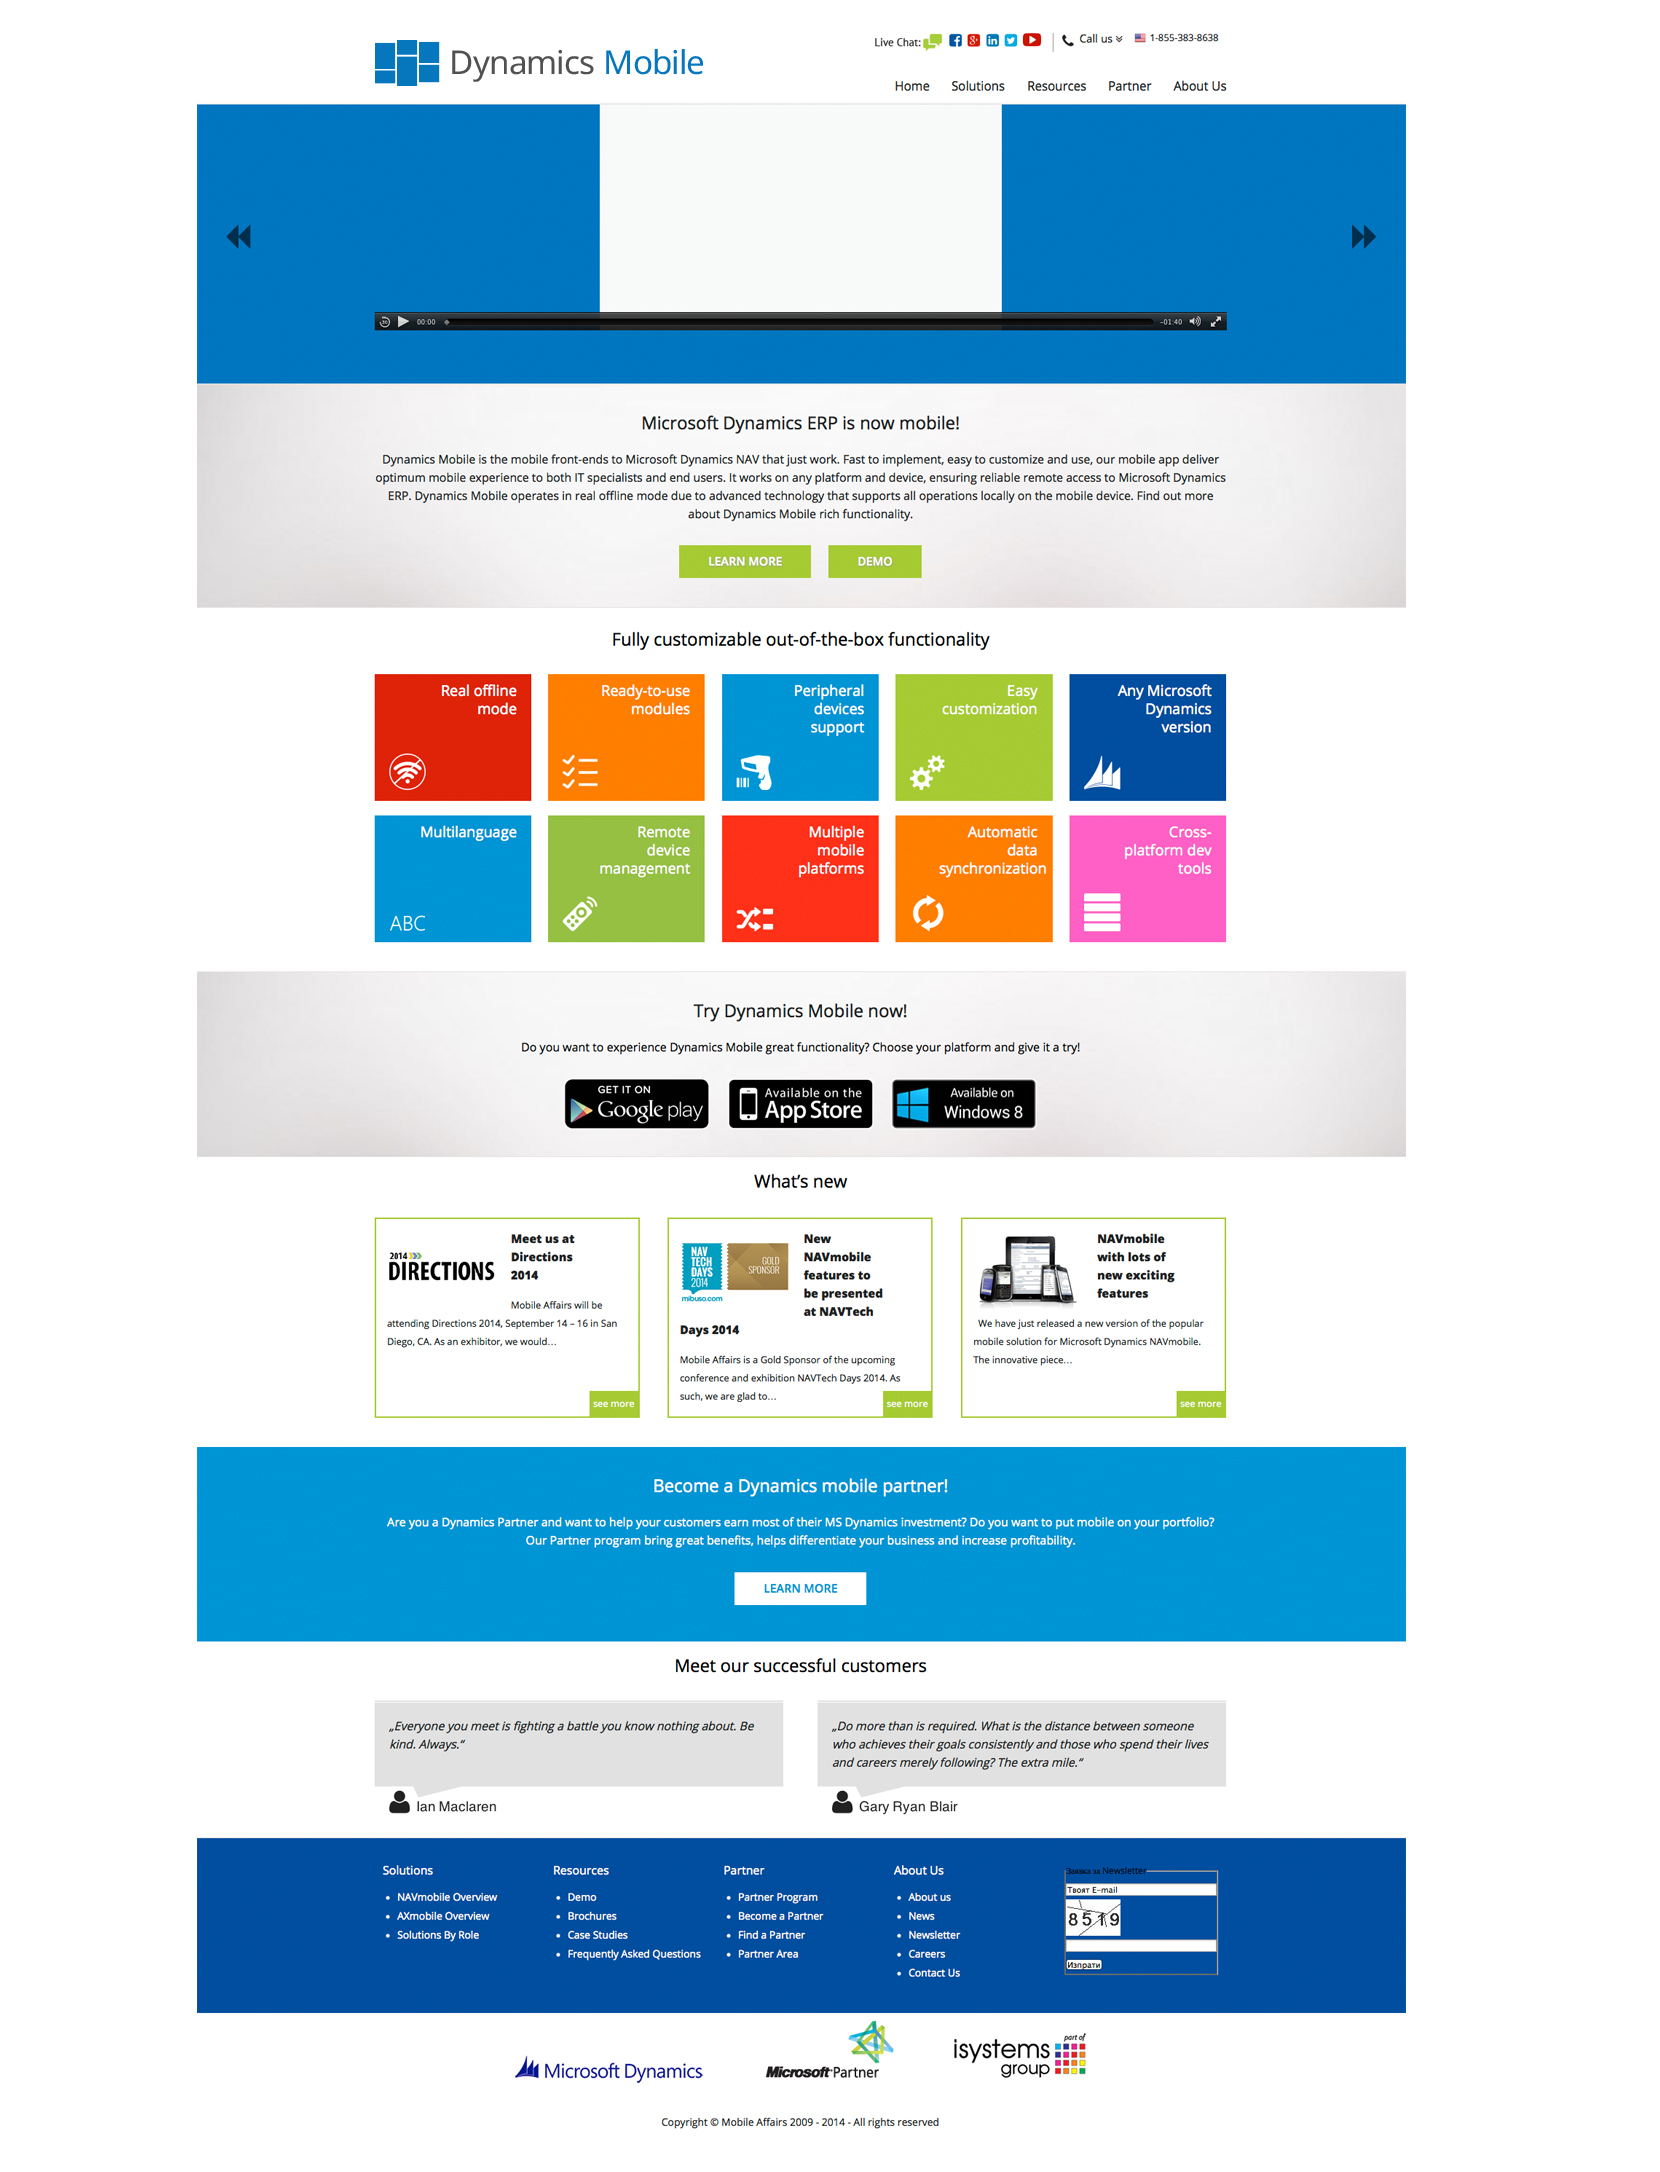 Dynamics Mobile
Live Chat:
Call us
1-855-383-8638
Home Solutions Resources Partner About Us
00:00
-01:40
Microsoft Dynamics ERP is now mobile!
Dynamics Mobile is the mobile front-ends to Microsoft Dynamics NAV that just work. Fast to implement, easy to customize and use, our mobile app deliver
optimum mobile experience to both IT specialists and end users. It works on any platform and device, ensuring reliable remote access to Microsoft Dynamics
ERP. Dynamics Mobile operates in real offline mode due to advanced technology that supports all operations locally on the mobile device. Find out more
about Dynamics Mobile rich functionality.
LEARN MORE
DEMO
Fully customizable out-of-the-box functionality
Real offline
mode
Ready-to-use
modules
Peripheral
devices
support
Easy
customization
Any Microsoft
Dynamics
version
Multilanguage
ABC
Remote
device
management
Multiple
mobile
platforms
Automatic
data
synchronization
Cross-
platform dev
tools
Try Dynamics Mobile now!
Do you want to experience Dynamics Mobile great functionality? Choose your platform and give it a try!
GET IT ON
Google play
Available on the
App Store
Available on
Windows 8
What's new
2014
DIRECTIONS
Meet us at
Directions
2014
Mobile Affairs will be
attending Directions 2014, September 14 – 16 in San
Diego, CA. As an exhibitor, we would…
see more
NAV
TECH
DAYS
2014
mibuso.com
GOLD
SPONSOR
New
NAVmobile
features to
be presented
at NAVTech
Days 2014
Mobile Affairs is a Gold Sponsor of the upcoming
conference and exhibition NAVTech Days 2014. As
such, we are glad to…
see more
NAVmobile
with lots of
new exciting
features
We have just released a new version of the popular
mobile solution for Microsoft Dynamics NAVmobile.
The innovative piece…
see more
Become a Dynamics mobile partner!
Are you a Dynamics Partner and want to help your customers earn most of their MS Dynamics investment? Do you want to put mobile on your portfolio?
Our Partner program bring great benefits, helps differentiate your business and increase profitability.
LEARN MORE
Meet our successful customers
„Everyone you meet is fighting a battle you know nothing about. Be
kind. Always.“
Ian Maclaren
„Do more than is required. What is the distance between someone
who achieves their goals consistently and those who spend their lives
and careers merely following? The extra mile.“
Gary Ryan Blair
Solutions
NAVmobile Overview
AXmobile Overview
Solutions By Role
Resources
Demo
Brochures
Case Studies
Frequently Asked Questions
Partner
Partner Program
Become a Partner
Find a Partner
Partner Area
About Us
About us
News
Newsletter
Careers
Contact Us
Заявка за Newsletter
Твоят E-mail
8519
Изпрати
Microsoft Dynamics
Microsoft Partner
part of
isystems
group
Copyright © Mobile Affairs 2009 - 2014 - All rights reserved